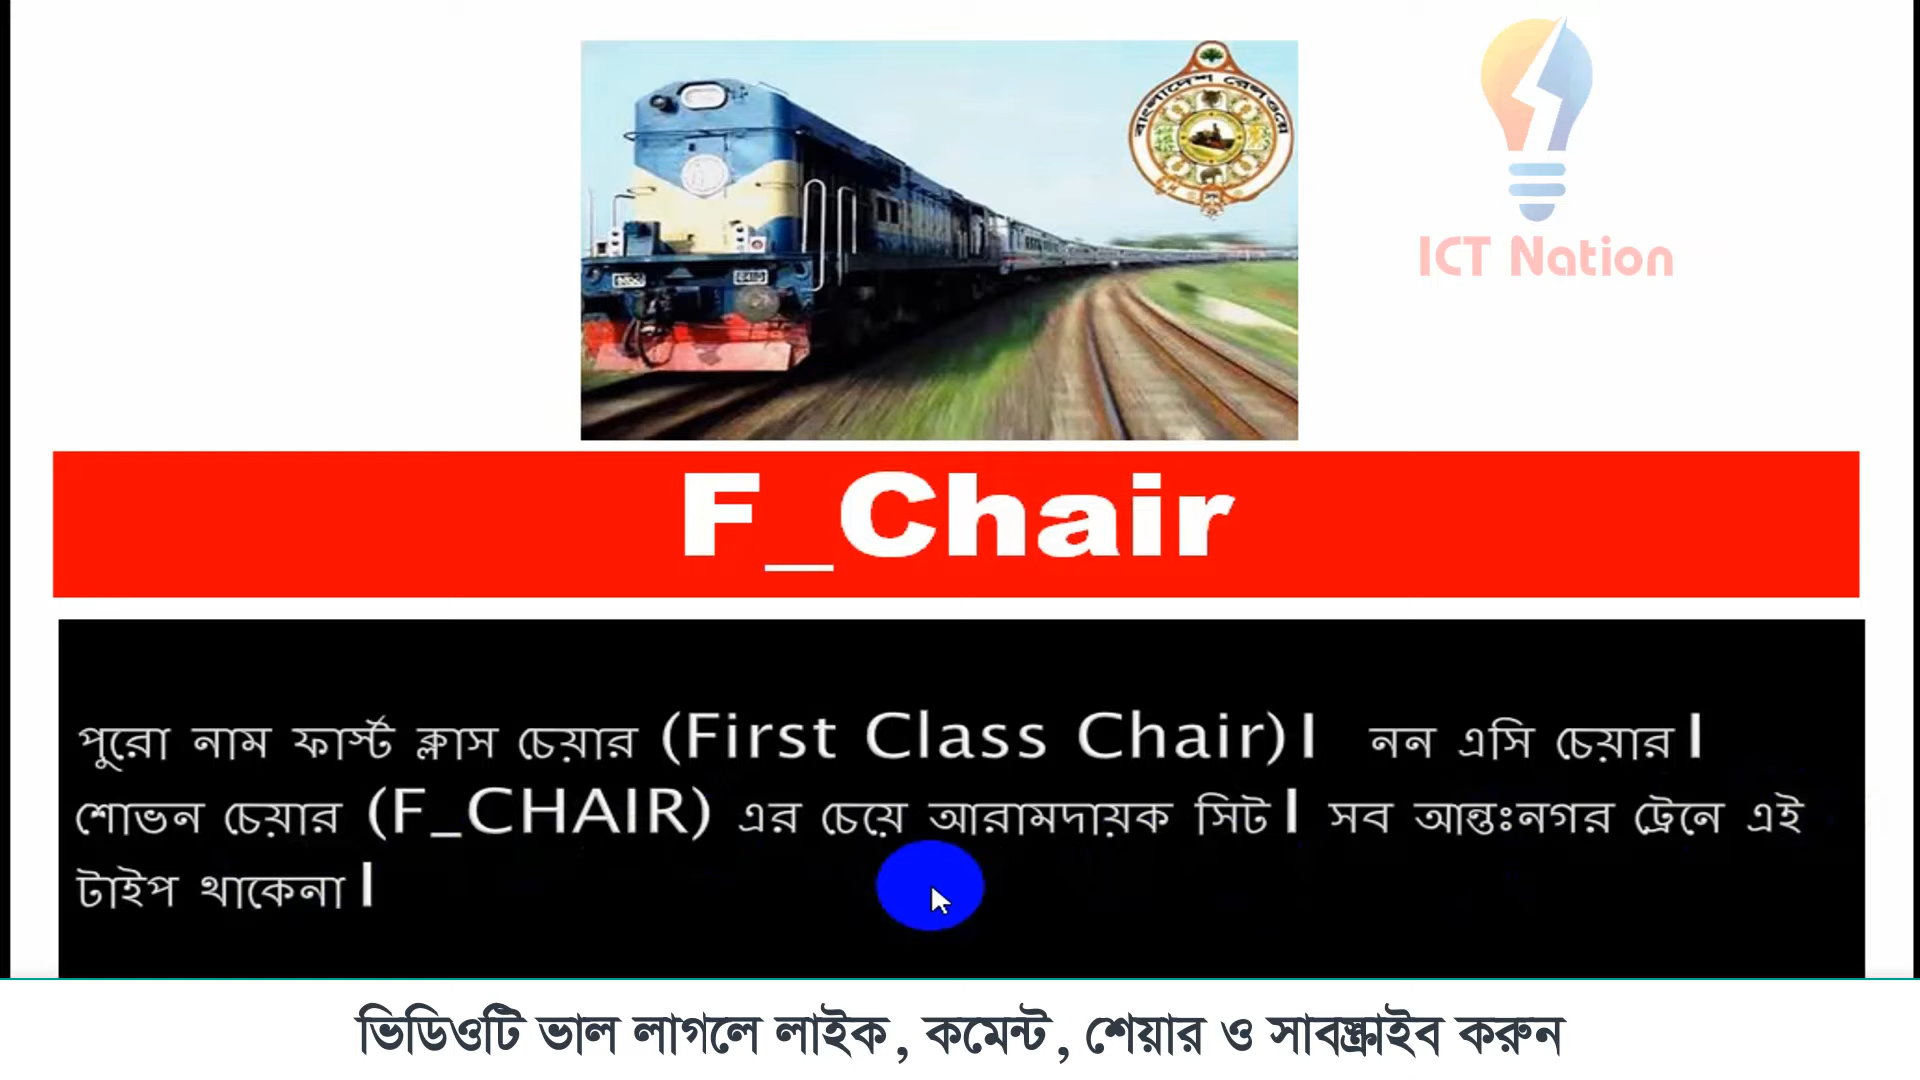 বাংলাদেশ রেলওয়ে
ICT Nation
F_Chair
পুরো নাম ফার্স্ট ক্লাস চেয়ার (First Class Chair)। নন এসি চেয়ার।
শোভন চেয়ার (F_CHAIR) এর চেয়ে আরামদায়ক সিট। সব আন্তঃনগর ট্রেনে এই
টাইপ থাকেনা।
ভিডিওটি ভাল লাগলে লাইক, কমেন্ট, শেয়ার ও সাবস্ক্রাইব করুন